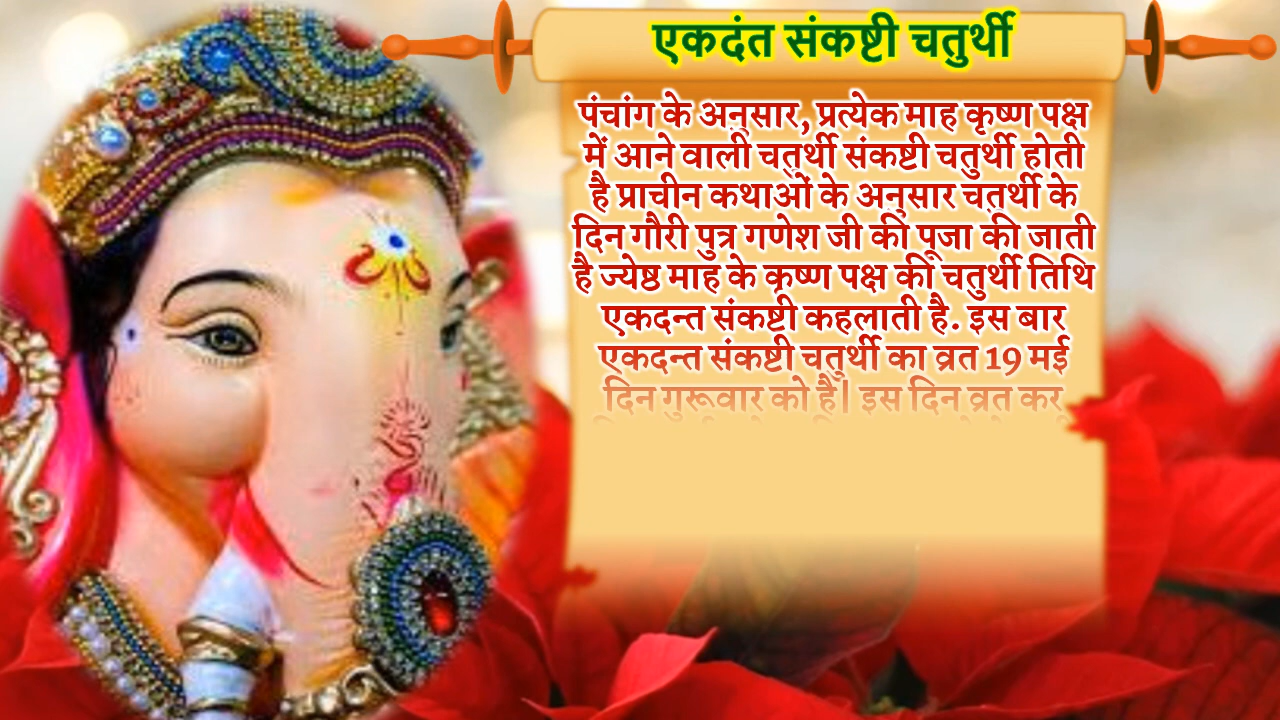 एकदंत संकष्टी चतुर्थी
पंचांग के अनुसार, प्रत्येक माह कृष्ण पक्ष
में आने वाली चतुर्थी संकष्टी चतुर्थी होती
है प्राचीन कथाओं के अनुसार चतुर्थी के
दिन गौरी पुत्र गणेश जी की पूजा की जाती
है ज्येष्ठ माह के कृष्ण पक्ष की चतुर्थी तिथि
एकदन्त संकष्टी कहलाती है. इस बार
एकदन्त संकष्टी चतुर्थी का व्रत 19 मई
दिन गुरूवार को है| इस दिन व्रत कर